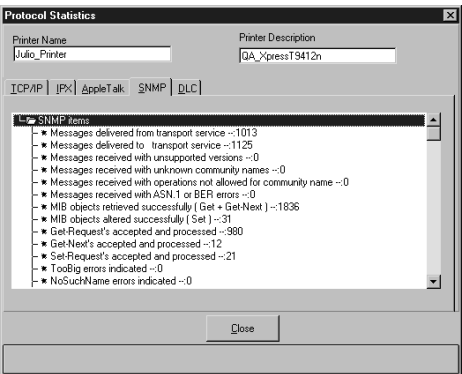 Protocol Statistics
Printer Name
Printer Description
Julio_Printer
QA_XpressT9412n
TCP/IP IPX AppleTalk SNMP DLC
SNMP items
Messages delivered from transport service --:1013
Messages delivered to transport service --:1125
Messages received with unsupported versions --:0
Messages received with unknown community names --:0
Messages received with operations not allowed for community name --:0
Messages received with ASN.1 or BER errors --:0
MIB objects retrieved successfully ( Get + Get-Next ) --:1836
MIB objects altered successfully ( Set ) --:31
Get-Request's accepted and processed --:980
Get-Next's accepted and processed --:12
Set-Request's accepted and processed --:21
TooBig errors indicated --:0
NoSuchName errors indicated --:0
Close